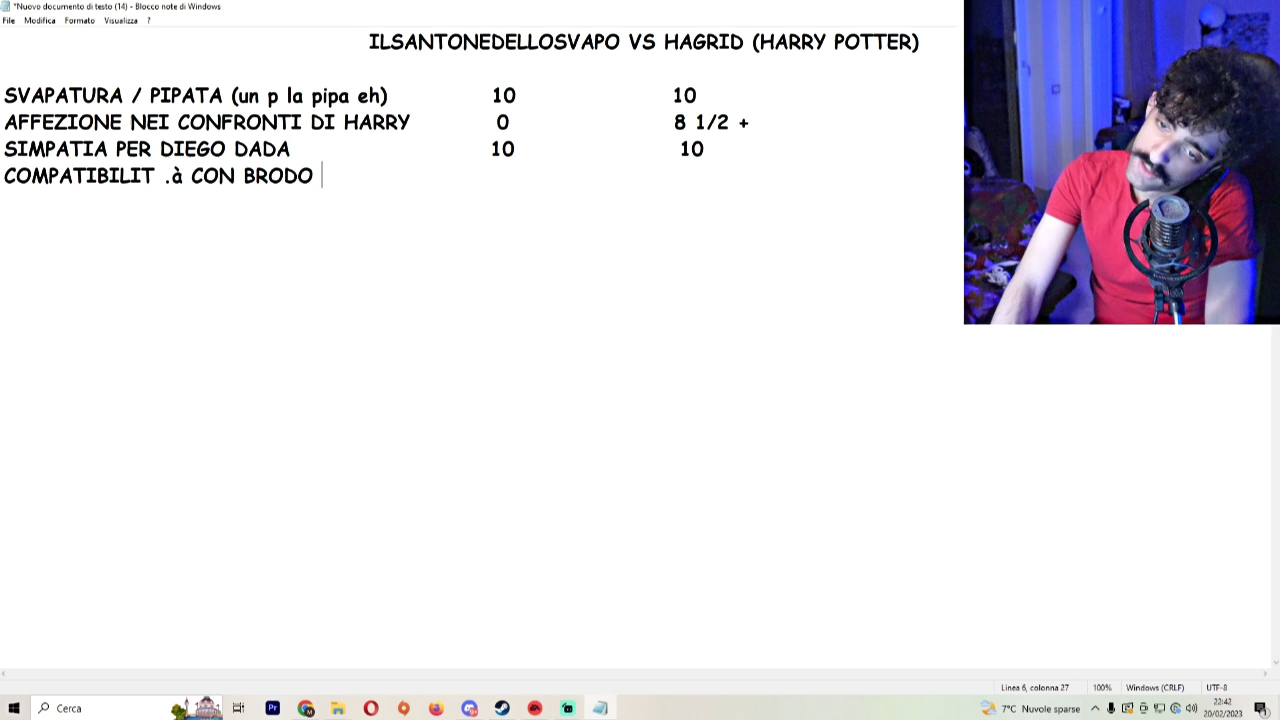 *Nuovo documento di testo (14) - Blocco note di Windows
File Modifica Formato Visualizza ?
ILSANTONEDELLOSVAPO VS HAGRID (HARRY POTTER)
SVAPATURA / PIPATA (un p la pipa eh) 10 10
AFFEZIONE NEI CONFRONTI DI HARRY 0 8 1/2 +
SIMPATIA PER DIEGO DADA 10 10
COMPATIBILIT .à CON BRODO
Linea 6, colonna 27 100% Windows (CRLF) UTF-8
Cerca Pr 7°C Nuvole sparse 22:42
20/02/2023